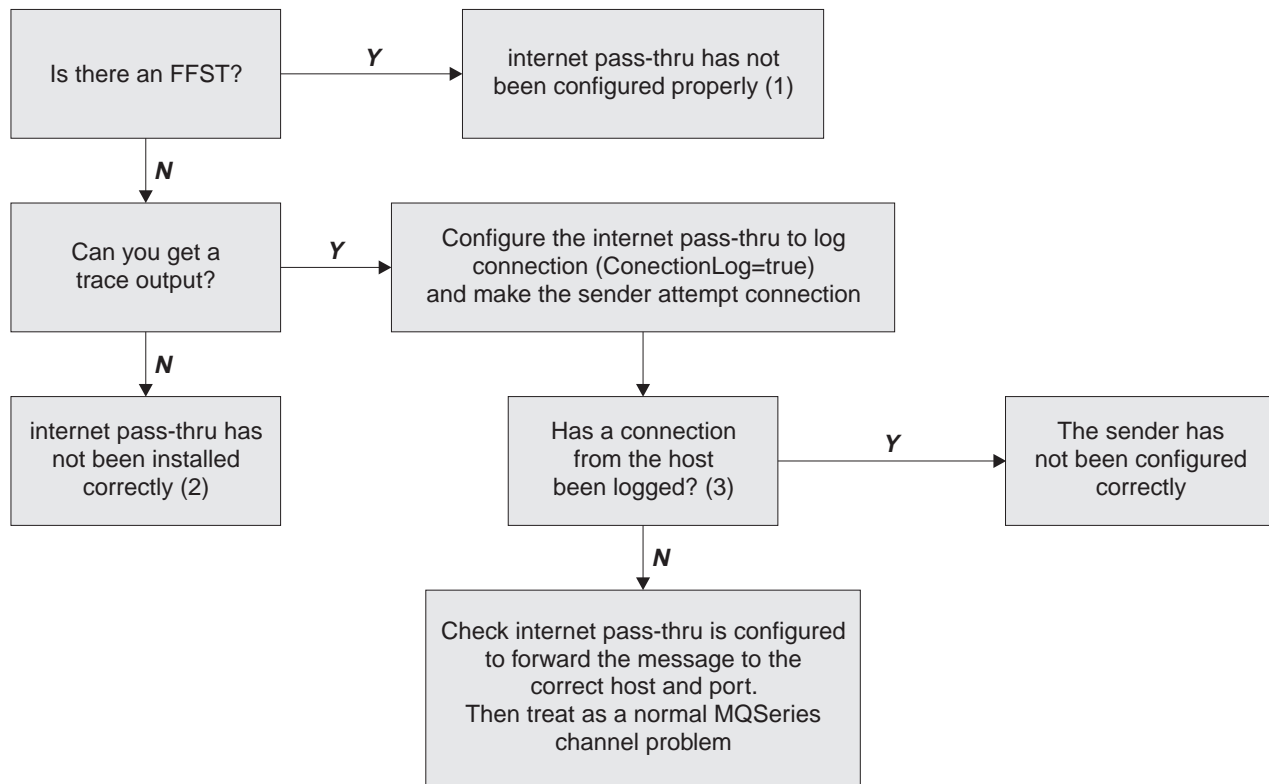 Is there an FFST?
Y
internet pass-thru has not
been configured properly (1)
N
Can you get a
trace output?
Y
Configure the internet pass-thru to log
connection (ConectionLog=true)
and make the sender attempt connection
N
internet pass-thru has
not been installed
correctly (2)
Has a connection
from the host
been logged? (3)
Y
The sender has
not been configured
correctly
N
Check internet pass-thru is configured
to forward the message to the
correct host and port.
Then treat as a normal MQSeries
channel problem